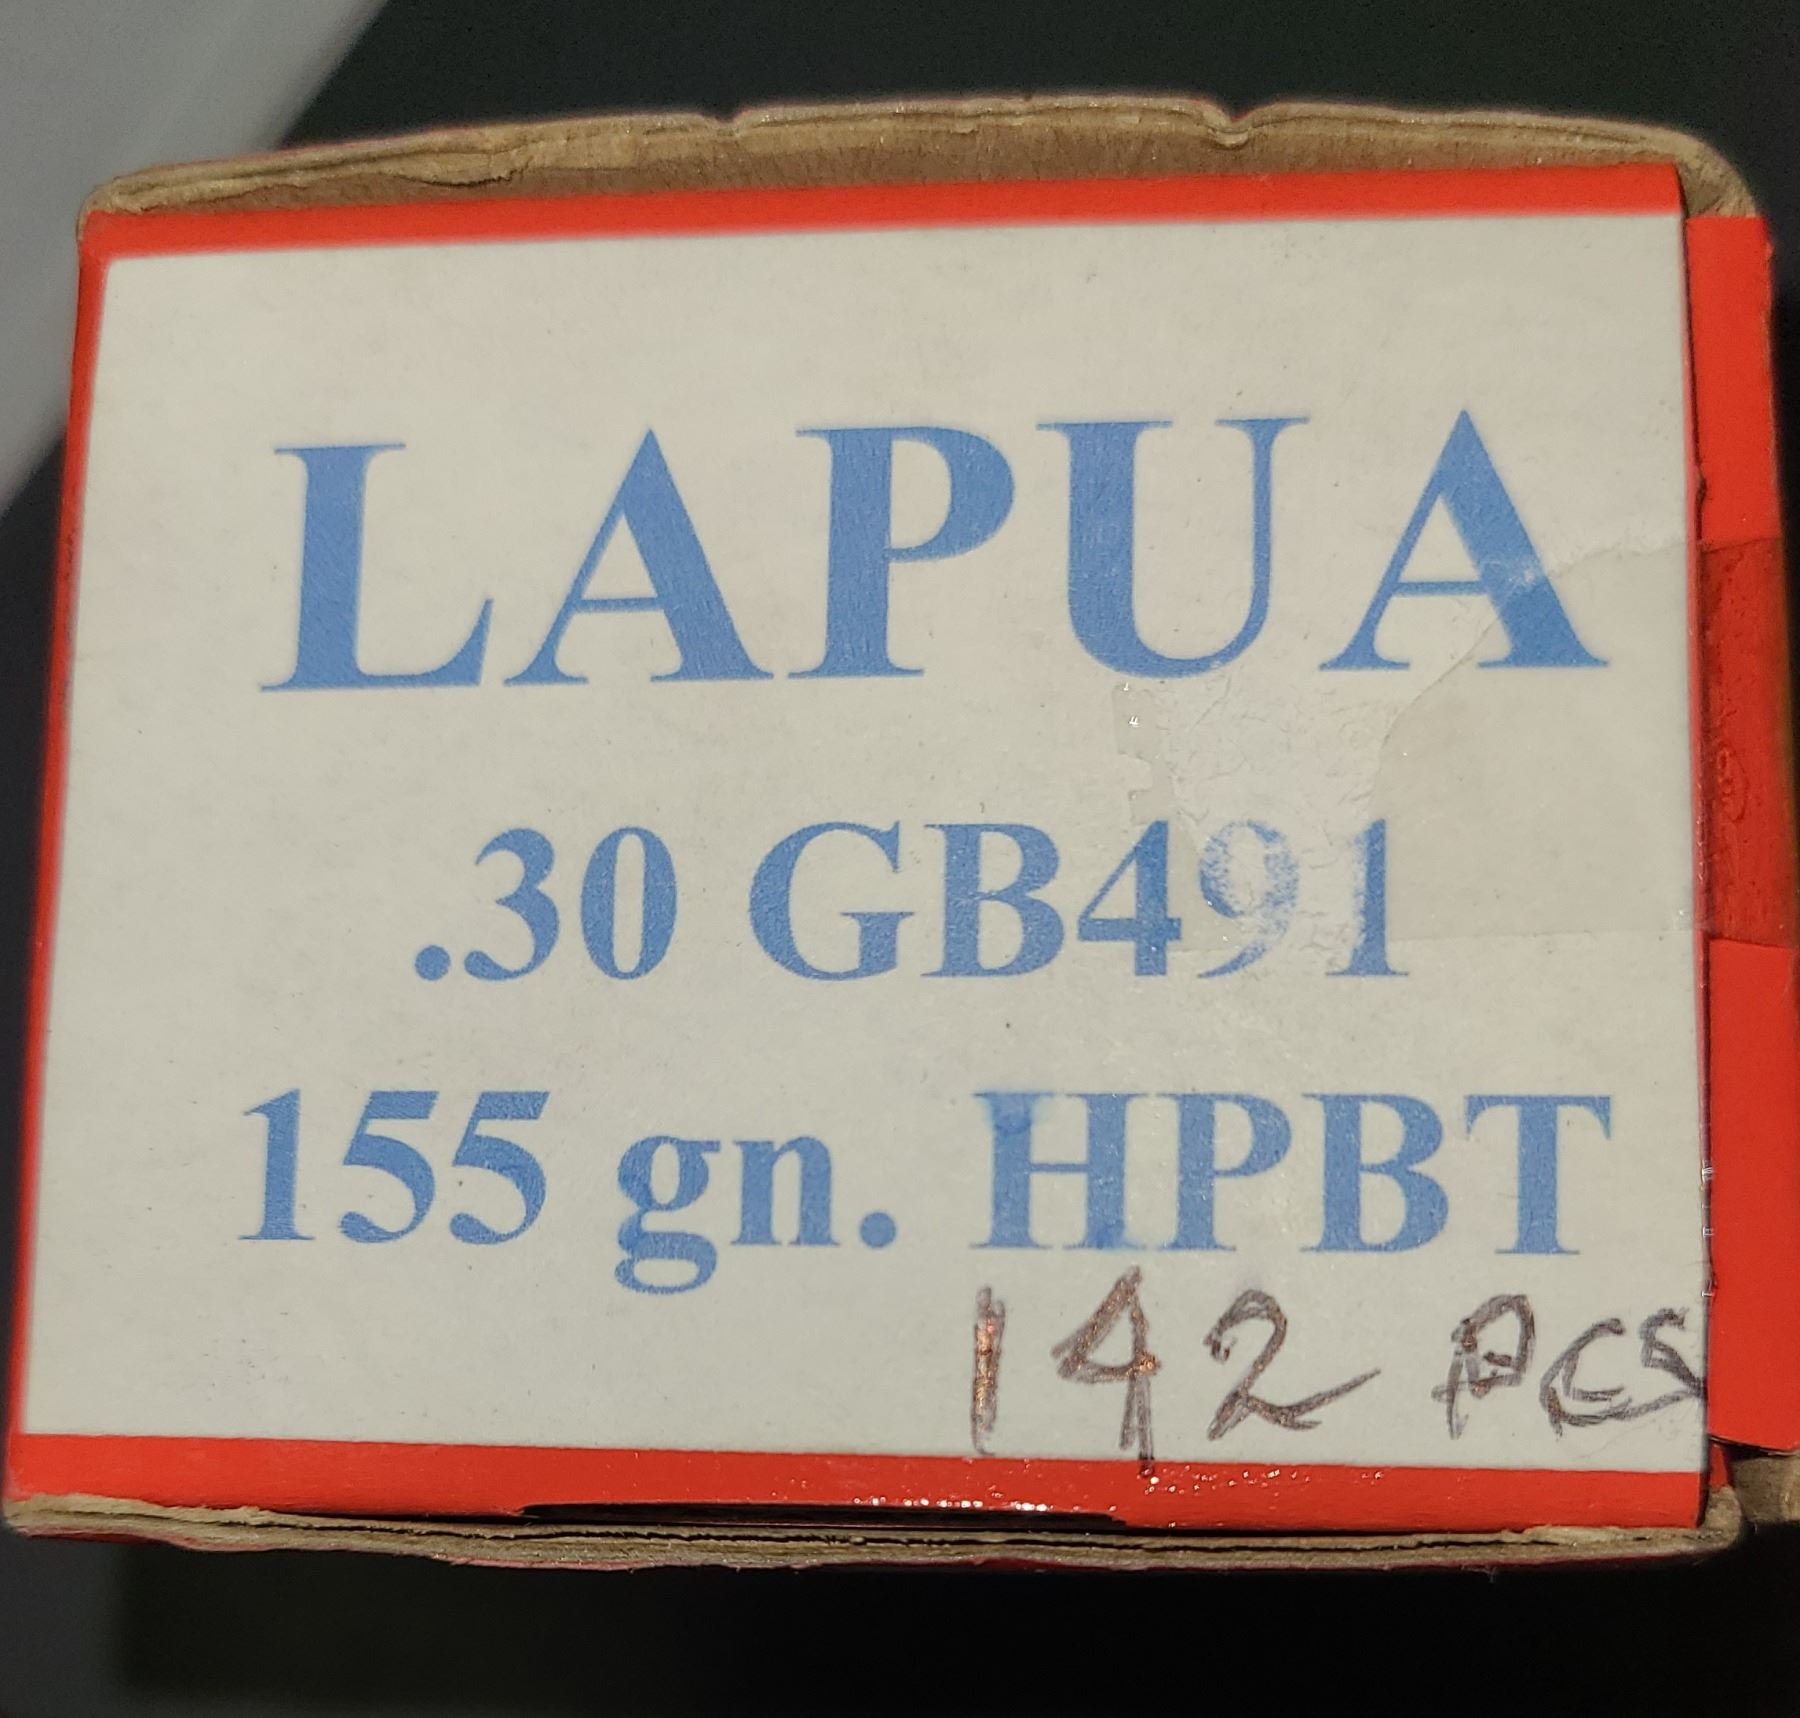 LAPUA
.30 GB491
155 gn. HPBT
142 PCS